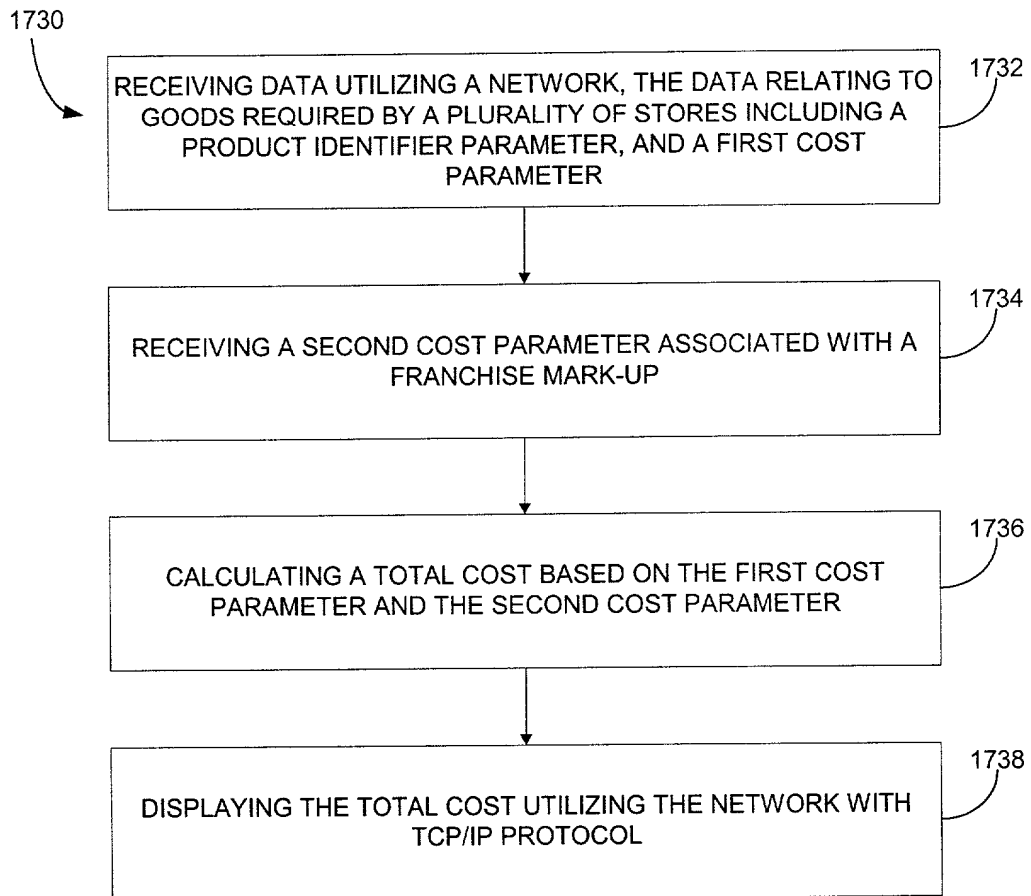 1730
RECEIVING DATA UTILIZING A NETWORK, THE DATA RELATING TO
GOODS REQUIRED BY A PLURALITY OF STORES INCLUDING A
PRODUCT IDENTIFIER PARAMETER, AND A FIRST COST
PARAMETER
1732
RECEIVING A SECOND COST PARAMETER ASSOCIATED WITH A
FRANCHISE MARK-UP
1734
CALCULATING A TOTAL COST BASED ON THE FIRST COST
PARAMETER AND THE SECOND COST PARAMETER
1736
DISPLAYING THE TOTAL COST UTILIZING THE NETWORK WITH
TCP/IP PROTOCOL
1738